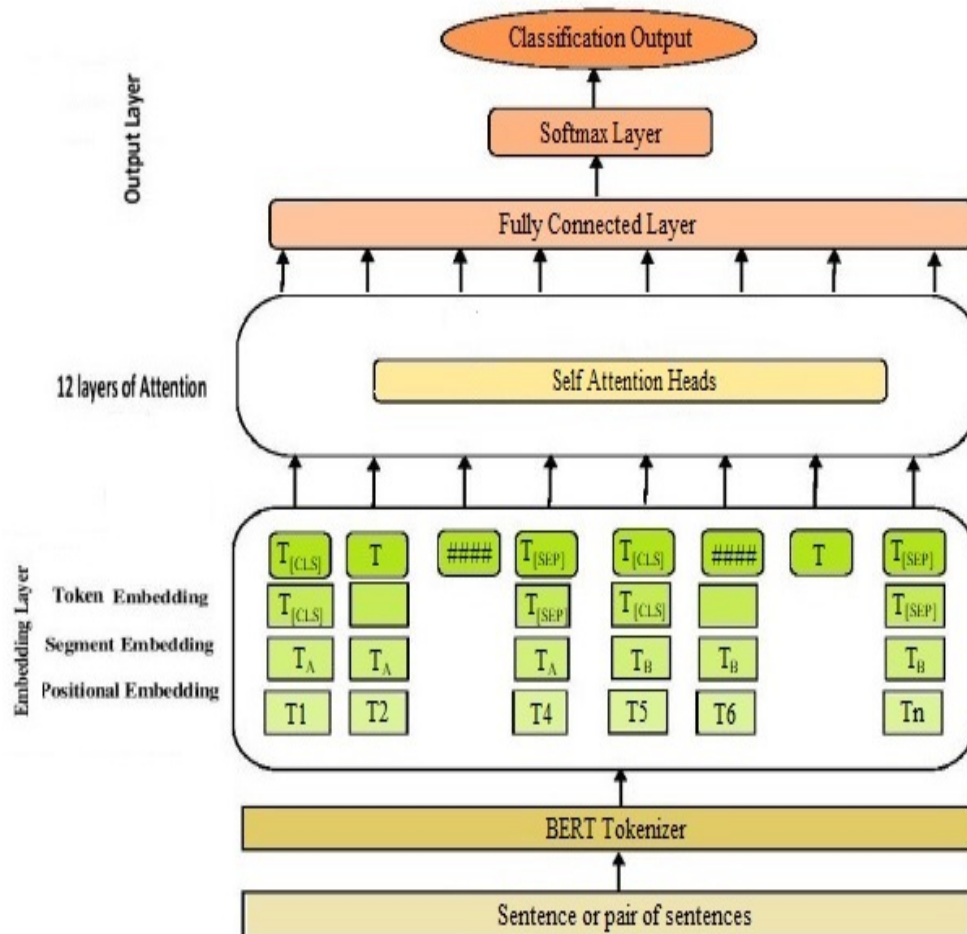 Classification Output
Output Layer
Softmax Layer
Fully Connected Layer
12 layers of Attention
Self Attention Heads
Embedding Layer
T[CLS] T #### T[SEP] T[CLS] #### T T[SEP]
Token Embedding
T[CLS] T[SEP] T[CLS] T[SEP]
Segment Embedding
TA TA TA TB TB TB
Positional Embedding
T1 T2 T4 T5 T6 Tn
BERT Tokenizer
Sentence or pair of sentences